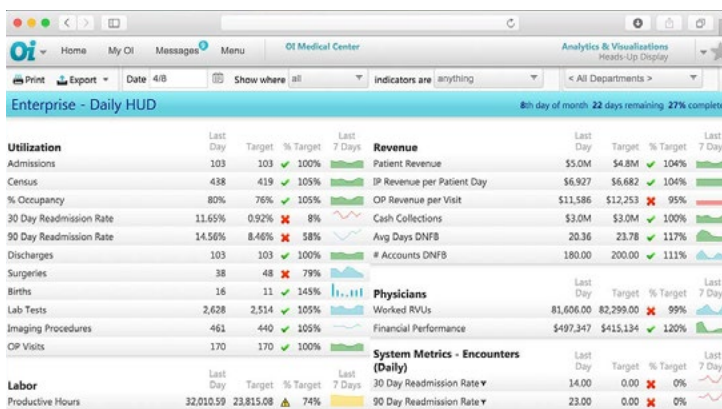 Oi Home My OI Messages Menu OI Medical Center Analytics & Visualizations
Heads-Up Display
Print Export Date 4/8 Show where all indicators are anything < All Departments >
Enterprise - Daily HUD 8th day of month 22 days remaining 27% complete
Utilization Last Day Target % Target Last 7 Days
Admissions 103 103 100%
Census 438 419 105%
% Occupancy 80% 76% 105%
30 Day Readmission Rate 11.65% 0.92% 8%
90 Day Readmission Rate 14.56% 8.46% 58%
Discharges 103 103 100%
Surgeries 38 48 79%
Births 16 11 145%
Lab Tests 2,628 2,514 105%
Imaging Procedures 461 440 105%
OP Visits 170 170 100%
Labor Last Day Target % Target Last 7 Days
Productive Hours 32,010.59 23,815.08 74%
Revenue Last Day Target % Target Last 7 Day
Patient Revenue $5.0M $4.8M 104%
IP Revenue per Patient Day $6,927 $6,682 104%
OP Revenue per Visit $11,586 $12,253 95%
Cash Collections $3.0M $3.0M 100%
Avg Days DNFB 20.36 23.78 117%
# Accounts DNFB 180.00 200.00 111%
Physicians Last Day Target % Target Last 7 Day
Worked RVUs 81,606.00 82,299.00 99%
Financial Performance $497,347 $415,134 120%
System Metrics - Encounters (Daily) Last Day Target % Target Last 7 Day
30 Day Readmission Rate 14.00 0.00 0%
90 Day Readmission Rate 23.00 0.00 0%